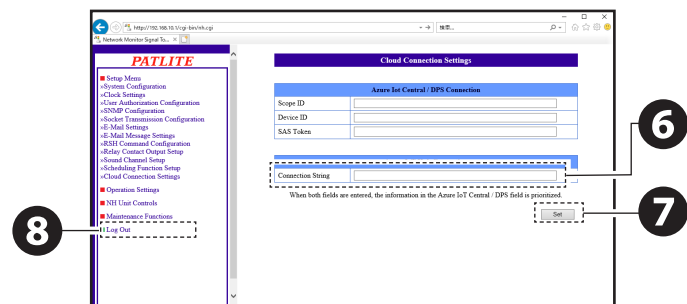 http://192.168.10.1/cgi-bin/nh.cgi
検索...
Network Monitor Signal To...
PATLITE
Setup Menu
»System Configuration
»Clock Settings
»User Authorization Configuration
»SNMP Configuration
»Socket Transmission Configuration
»E-Mail Settings
»E-Mail Message Settings
»RSH Command Configuration
»Relay Contact Output Setup
»Sound Channel Setup
»Scheduling Function Setup
»Cloud Connection Settings
Operation Settings
NH Unit Controls
Maintenance Functions
Log Out
Cloud Connection Settings
Azure Iot Central / DPS Connection
Scope ID
Device ID
SAS Token
Connection String
When both fields are entered, the information in the Azure IoT Central / DPS field is prioritized.
Set
6
7
8